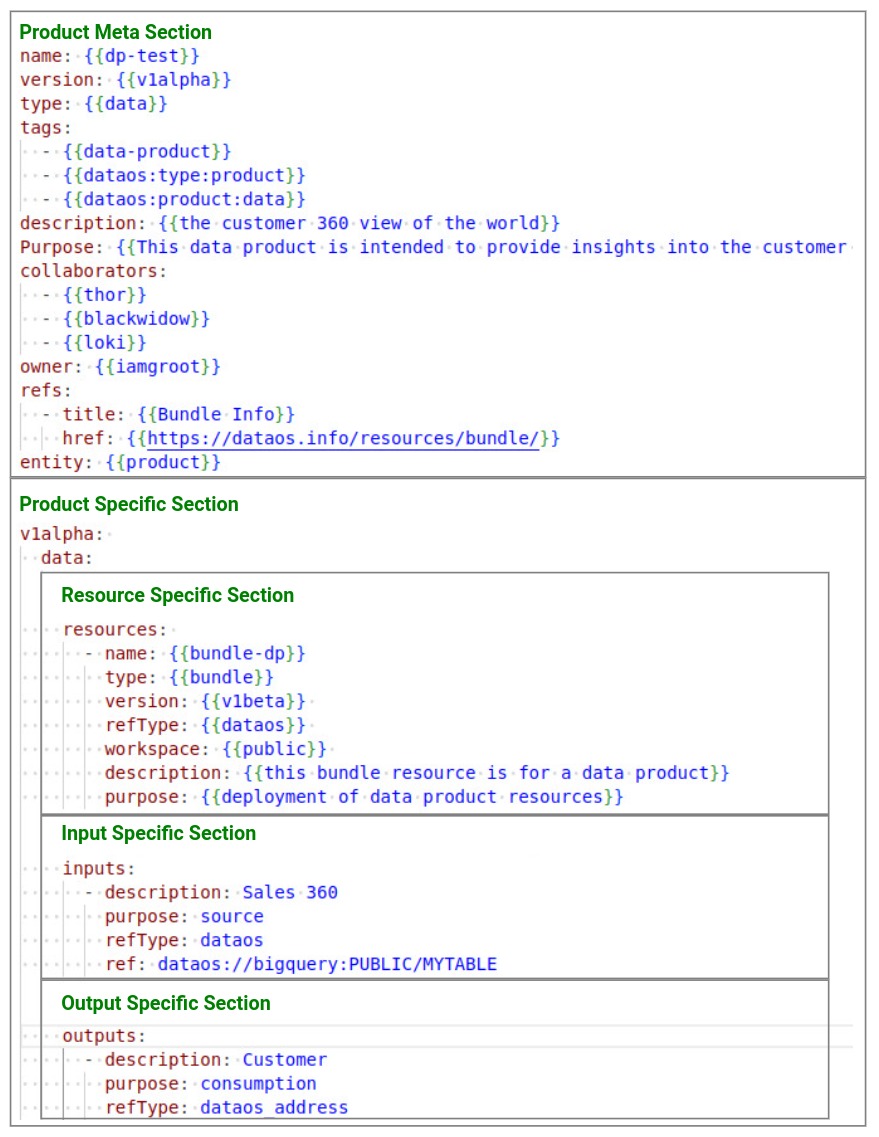 Product Meta Section
name: {{dp-test}}
version: {{v1alpha}}
type: {{data}}
tags:
  - {{data-product}}
  - {{dataos:type:product}}
  - {{dataos:product:data}}
description: {{the customer 360 view of the world}}
Purpose: {{This data product is intended to provide insights into the customer
collaborators:
  - {{thor}}
  - {{blackwidow}}
  - {{loki}}
owner: {{iamgroot}}
refs:
  - title: {{Bundle Info}}
    href: {{https://dataos.info/resources/bundle/}}
entity: {{product}}
Product Specific Section
v1alpha:
  data:
Resource Specific Section
    resources:
      - name: {{bundle-dp}}
        type: {{bundle}}
        version: {{v1beta}}
        refType: {{dataos}}
        workspace: {{public}}
        description: {{this bundle resource is for a data product}}
        purpose: {{deployment of data product resources}}
Input Specific Section
    inputs:
      - description: Sales 360
        purpose: source
        refType: dataos
        ref: dataos://bigquery:PUBLIC/MYTABLE
Output Specific Section
    outputs:
      - description: Customer
        purpose: consumption
        refType: dataos_address